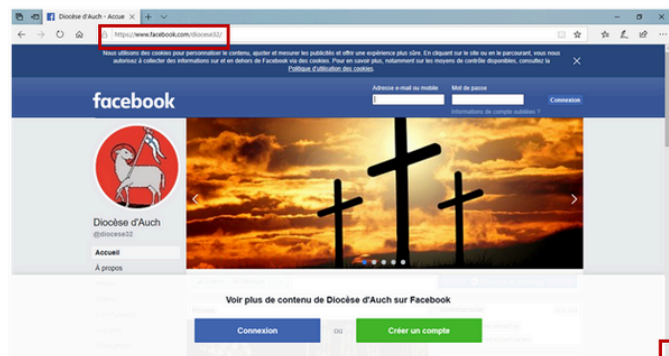 Diocèse d'Auch - Accue
https://www.facebook.com/diocese32/
Nous utilisons des cookies pour personnaliser le contenu, ajuster et mesurer les publicités et offrir une expérience plus sûre. En cliquant sur le site ou en le parcourant, vous nous
autorisez à collecter des informations sur et en dehors de Facebook via des cookies. Pour en savoir plus, notamment sur les moyens de contrôle disponibles, consultez la
Politique d'utilisation des cookies.
facebook
Adresse e-mail ou mobile
Mot de passe
Connexion
Informations de compte oubliées ?
Diocèse d'Auch
@diocese32
Accueil
À propos
Voir plus de contenu de Diocèse d'Auch sur Facebook
Connexion
ou
Créer un compte